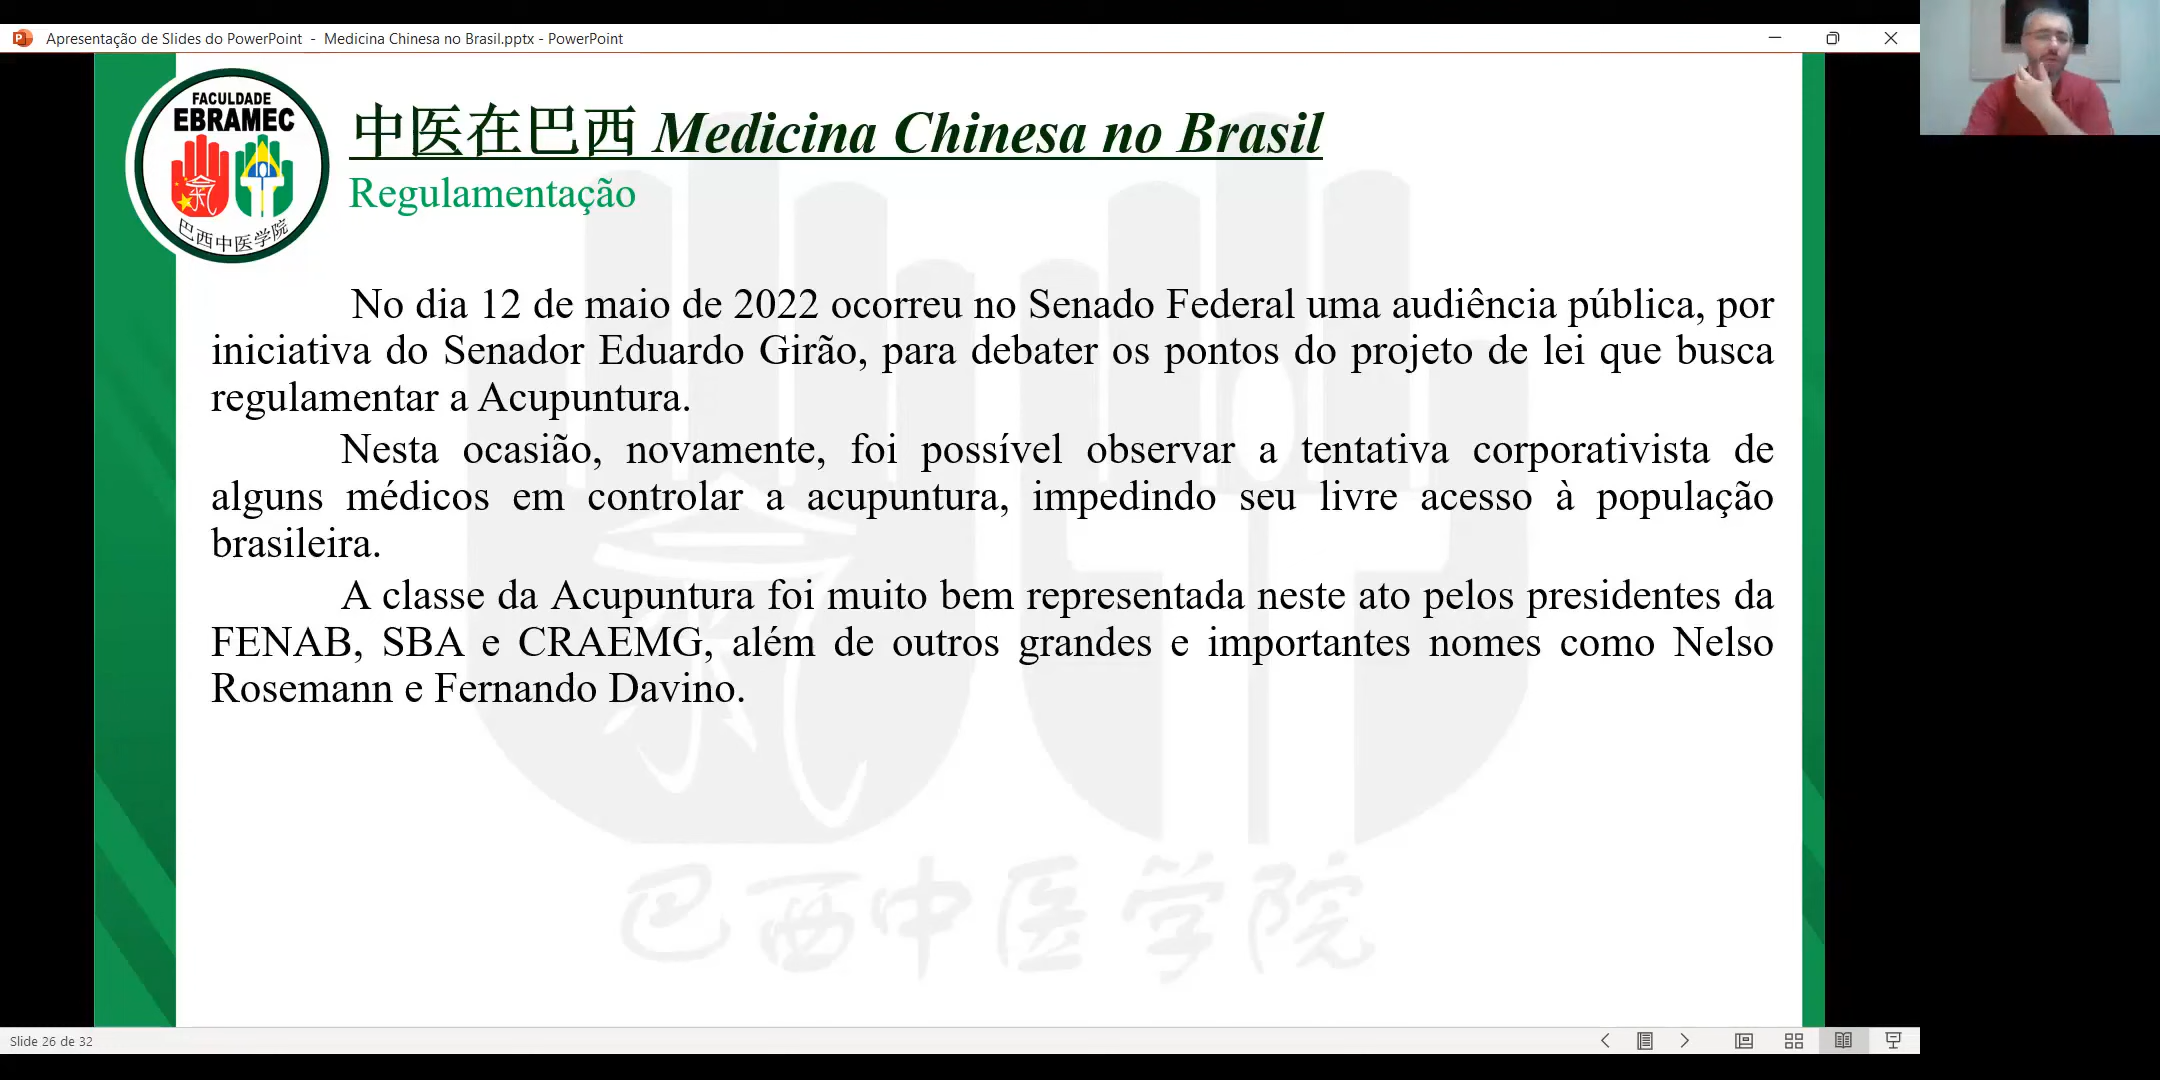 Apresentação de Slides do PowerPoint - Medicina Chinesa no Brasil.pptx - PowerPoint
FACULDADE
EBRAMEC
氣
巴西中医学院
中医在巴西 Medicina Chinesa no Brasil
Regulamentação
No dia 12 de maio de 2022 ocorreu no Senado Federal uma audiência pública, por
iniciativa do Senador Eduardo Girão, para debater os pontos do projeto de lei que busca
regulamentar a Acupuntura.
Nesta ocasião, novamente, foi possível observar a tentativa corporativista de
alguns médicos em controlar a acupuntura, impedindo seu livre acesso à população
brasileira.
A classe da Acupuntura foi muito bem representada neste ato pelos presidentes da
FENAB, SBA e CRAEMG, além de outros grandes e importantes nomes como Nelso
Rosemann e Fernando Davino.
巴西中医学院
Slide 26 de 32